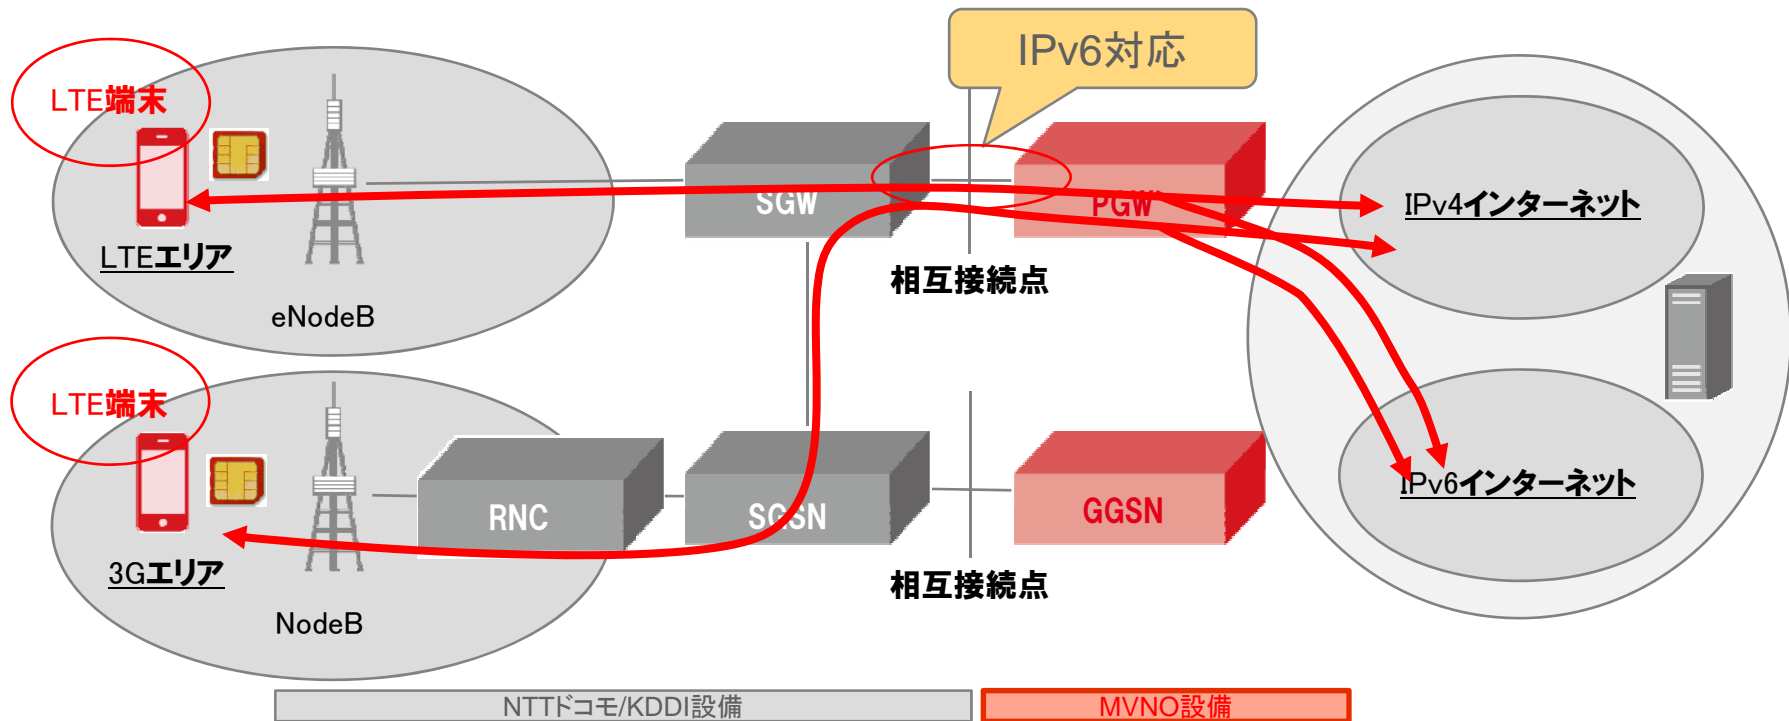 IPv6対応
LTE端末
SGW
PGW
IPv4インターネット
LTEエリア
相互接続点
eNodeB
LTE端末
RNC
SGSN
GGSN
IPv6インターネット
3Gエリア
相互接続点
NodeB
NTTドコモ/KDDI設備
MVNO設備